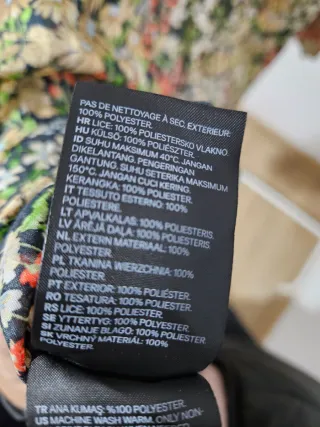 PAS DE NETTOYAGE À SEC. EXTERIEUR:
100% POLYESTER.
HR LICE: 100% POLIESTERSKO VLAKNO.
HU KÜLSŐ: 100% POLIÉSZTER.
ID SUHU MAKSIMUM 40°C. JANGAN
DIKELANTANG. PENGERINGAN
GANTUNG. SUHU SETERIKA MAKSIMUM
150°C. JANGAN CUCI KERING.
KERANGKA: 100% POLIESTER.
IT TESSUTO ESTERNO: 100%
POLIESTERE.
LT APVALKALAS: 100% POLIESTERIS.
LV ĀRĒJĀ DAĻA: 100% POLIESTERIS.
NL EXTERN MATERIAAL: 100%
POLYESTER.
PL TKANINA WIERZCHNIA: 100%
POLIESTER.
PT EXTERIOR: 100% POLIÉSTER.
RO TESATURA: 100% POLIESTER.
RS LICE: 100% POLIESTER.
SE YTTERTYG: 100% POLYESTER.
SI ZUNANJE BLAGO: 100% POLIESTER.
SK VRCHNÝ MATERIÁL: 100%
POLYESTER.
TR ANA KUMAŞ: %100 POLYESTER.
US MACHINE WASH WARM. ONLY NON-